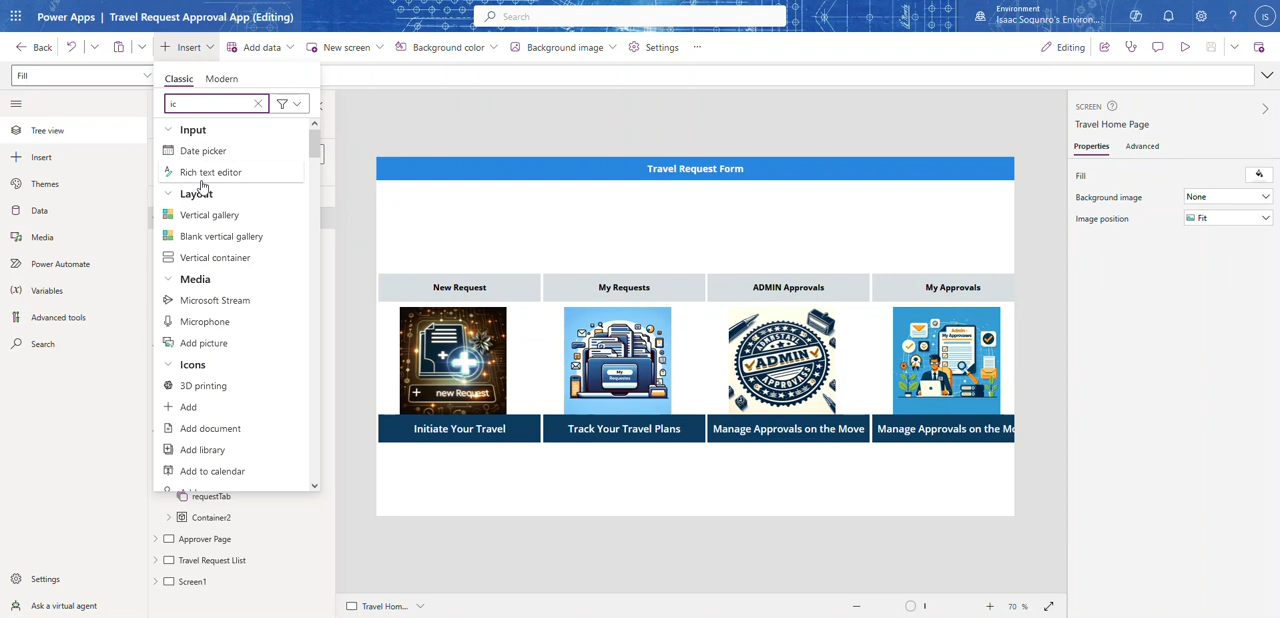 Power Apps | Travel Request Approval App (Editing)
Search
Environment
Isaac Soqunro's Environ...
IS
Back
Insert
Add data
New screen
Background color
Background image
Settings
Editing
Fill
Classic
Modern
ic
Input
Date picker
Rich text editor
Layout
Vertical gallery
Blank vertical gallery
Vertical container
Media
Microsoft Stream
Microphone
Add picture
Icons
3D printing
Add
Add document
Add library
Add to calendar
requestTab
Container2
Approver Page
Travel Request LIist
Screen1
Tree view
Insert
Themes
Data
Media
Power Automate
Variables
Advanced tools
Search
Settings
Ask a virtual agent
Travel Request Form
New Request
My Requests
ADMIN Approvals
My Approvals
new Request
My
Requests
ADMIN
Initiate Your Travel
Track Your Travel Plans
Manage Approvals on the Move
Manage Approvals on the Mo
Travel Hom...
70 %
SCREEN
Travel Home Page
Properties
Advanced
Fill
Background image
None
Image position
Fit